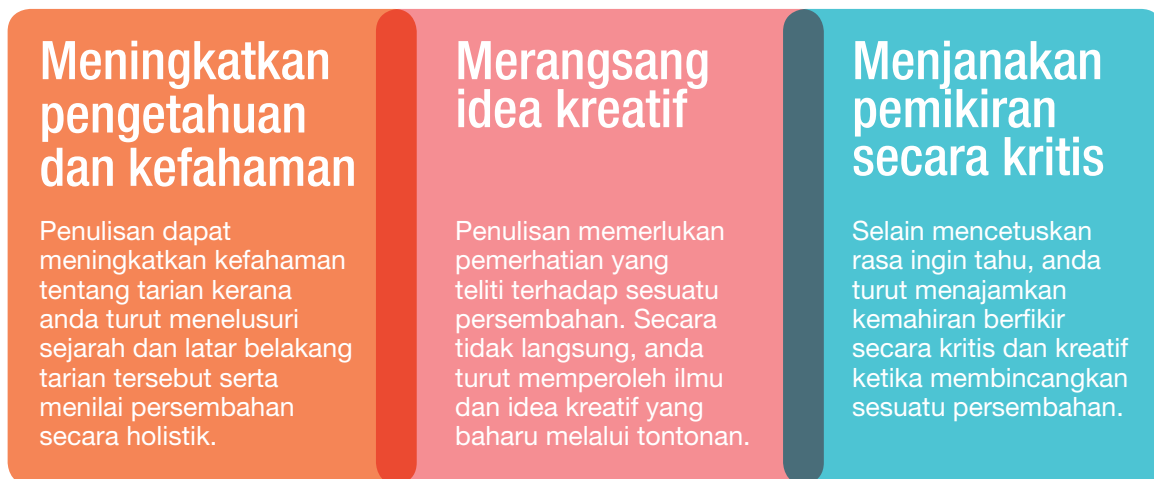 Meningkatkan
pengetahuan
dan kefahaman
Penulisan dapat
meningkatkan kefahaman
tentang tarian kerana
anda turut menelusuri
sejarah dan latar belakang
tarian tersebut serta
menilai persembahan
secara holistik.
Merangsang
idea kreatif
Penulisan memerlukan
pemerhatian yang
teliti terhadap sesuatu
persembahan. Secara
tidak langsung, anda
turut memperoleh ilmu
dan idea kreatif yang
baharu melalui tontonan.
Menjanakan
pemikiran
secara kritis
Selain mencetuskan
rasa ingin tahu, anda
turut menajamkan
kemahiran berfikir
secara kritis dan kreatif
ketika membincangkan
sesuatu persembahan.